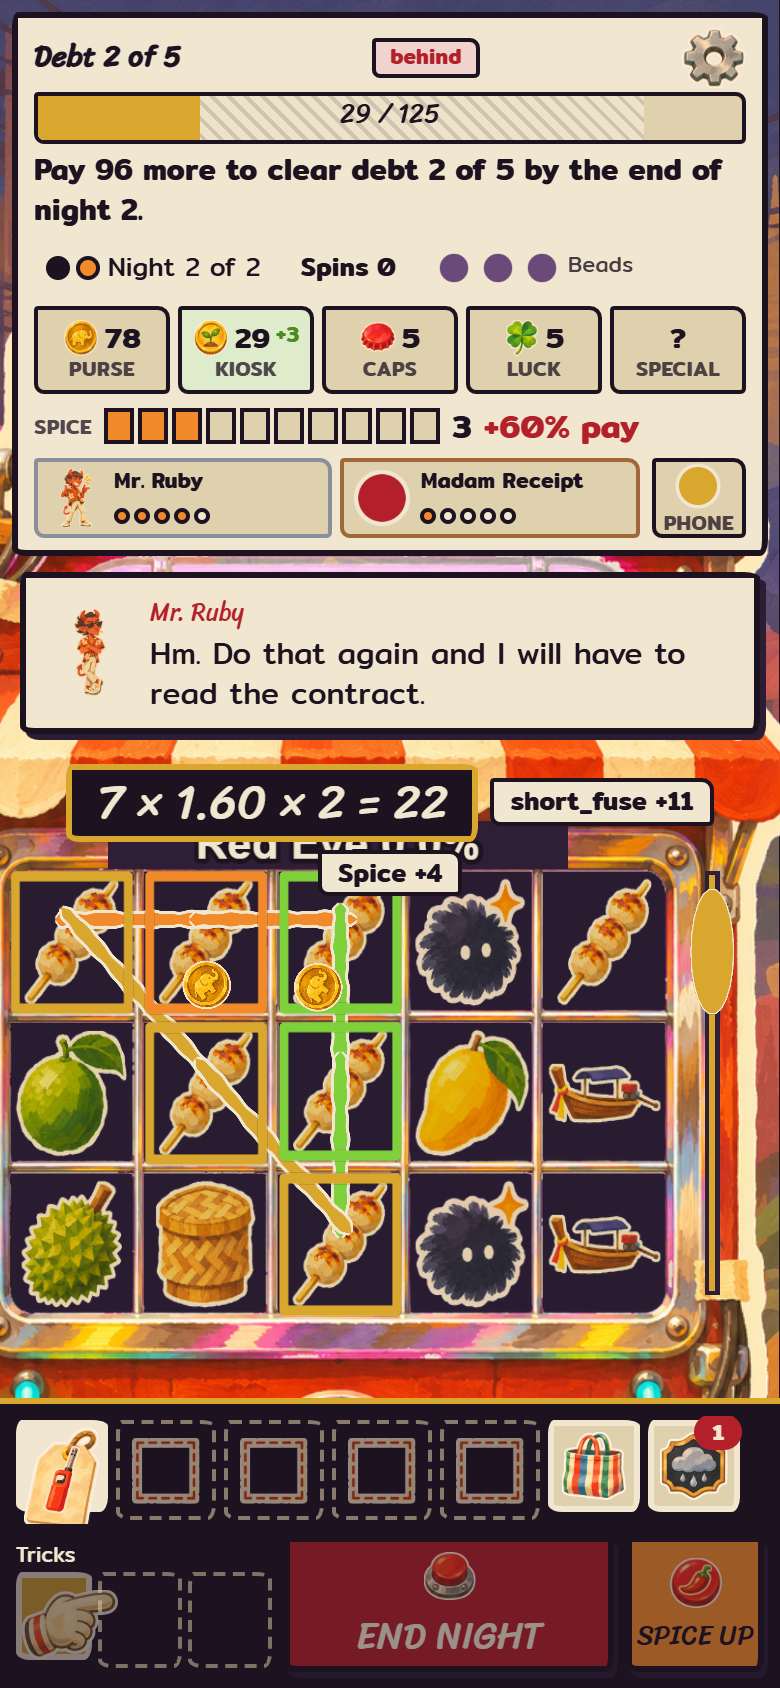 Debt 2 of 5
behind
29 / 125
Pay 96 more to clear debt 2 of 5 by the end of
night 2.
Night 2 of 2
Spins 0
Beads
78
PURSE
29 +3
KIOSK
5
CAPS
5
LUCK
?
SPECIAL
SPICE
3 +60% pay
Mr. Ruby
Madam Receipt
PHONE
Mr. Ruby
Hm. Do that again and I will have to
read the contract.
7 × 1.60 × 2 = 22
short_fuse +11
Red
Spice +4
1
Tricks
END NIGHT
SPICE UP